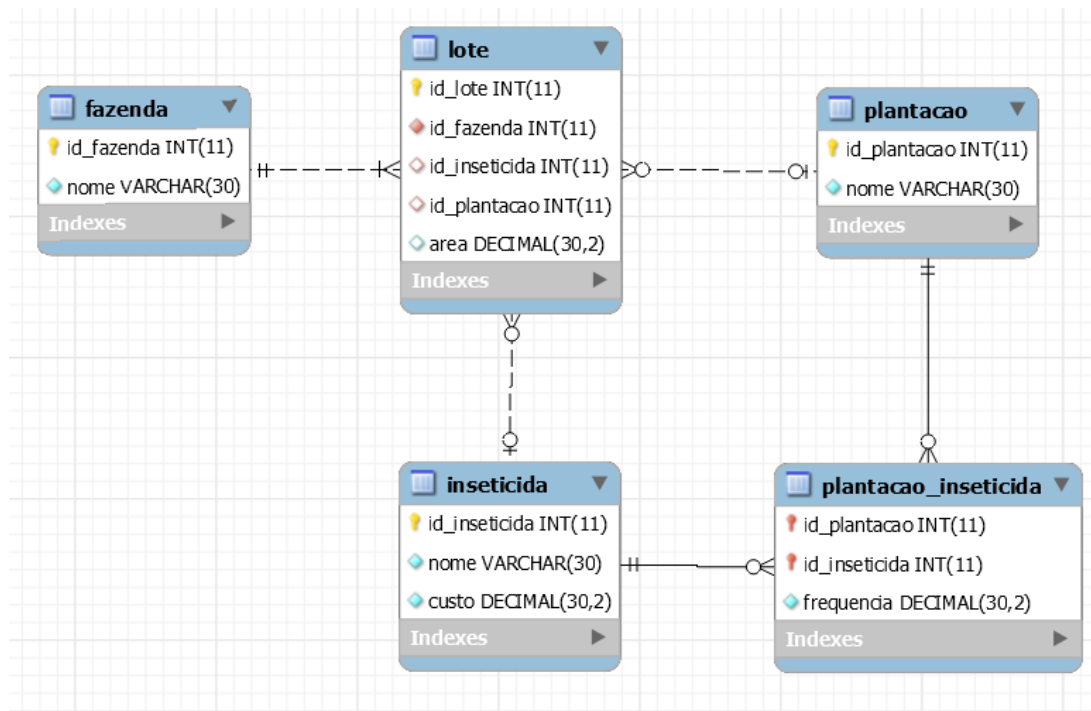 fazenda
id_fazenda INT(11)
nome VARCHAR(30)
Indexes
lote
id_lote INT(11)
id_fazenda INT(11)
id_inseticida INT(11)
id_plantacao INT(11)
area DECIMAL(30,2)
Indexes
plantacao
id_plantacao INT(11)
nome VARCHAR(30)
Indexes
inseticida
id_inseticida INT(11)
nome VARCHAR(30)
custo DECIMAL(30,2)
Indexes
plantacao_inseticida
id_plantacao INT(11)
id_inseticida INT(11)
frequencia DECIMAL(30,2)
Indexes